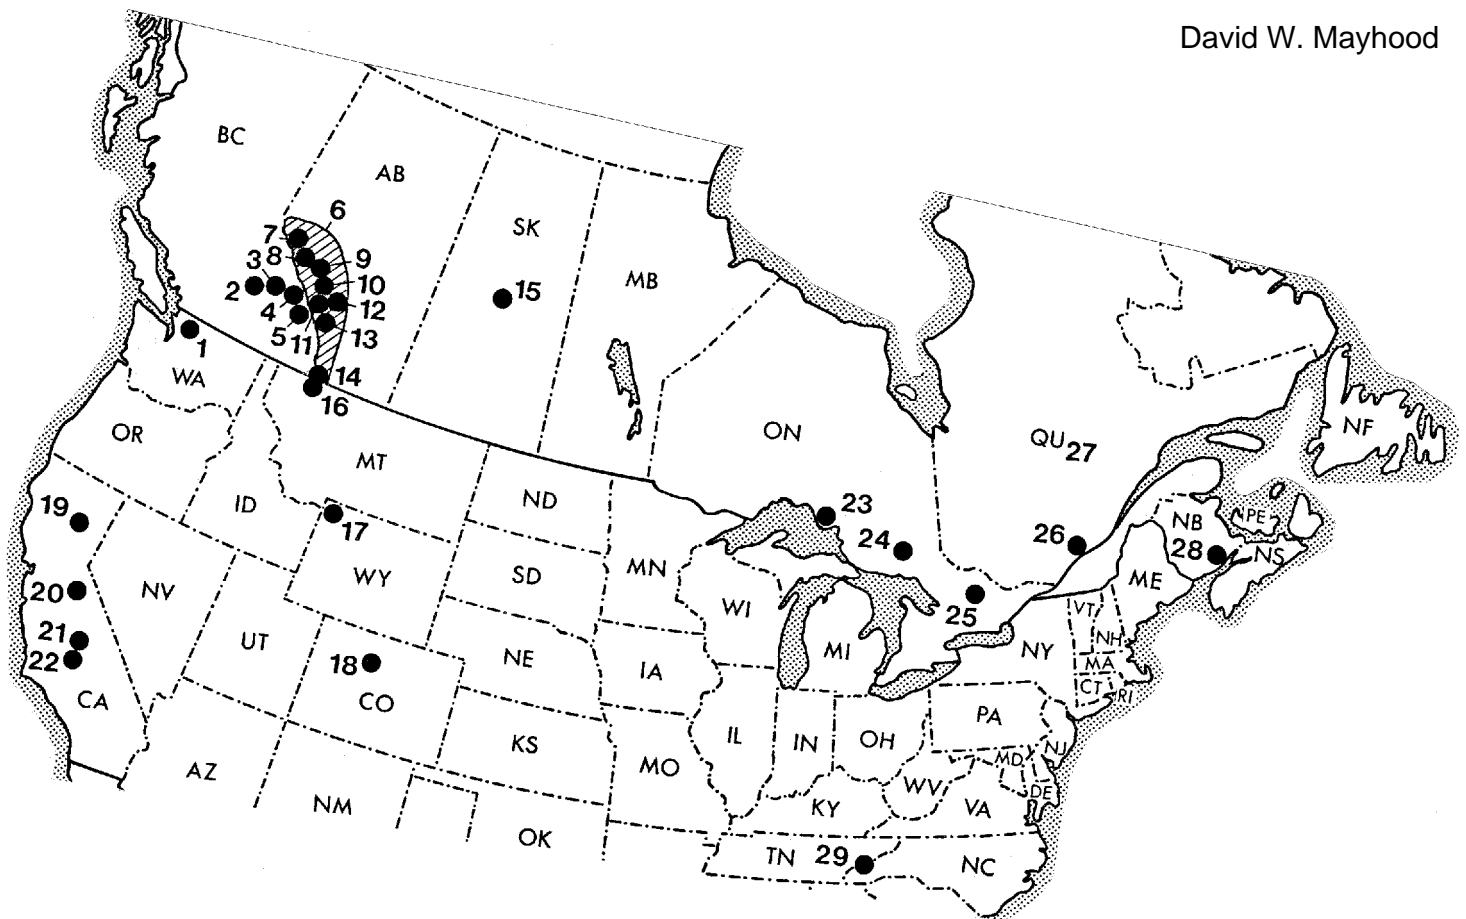 David W. Mayhood
BC
AB
6
SK
7
3
8
9
MB
2
10
15
4
12
5
11
13
1
WA
14
16
OR
ON
QU 27
NF
MT
ID
ND
19
17
23
NB
PE
24
26
28
NS
WY
SD
MN
ME
20
NV
WI
25
VT
21
UT
NH
22
18
NE
IA
MI
NY
MA
CA
CO
CT
RI
PA
IL
IN
OH
KS
NJ
MO
MD
AZ
WV
DE
NM
KY
VA
OK
TN
29
NC